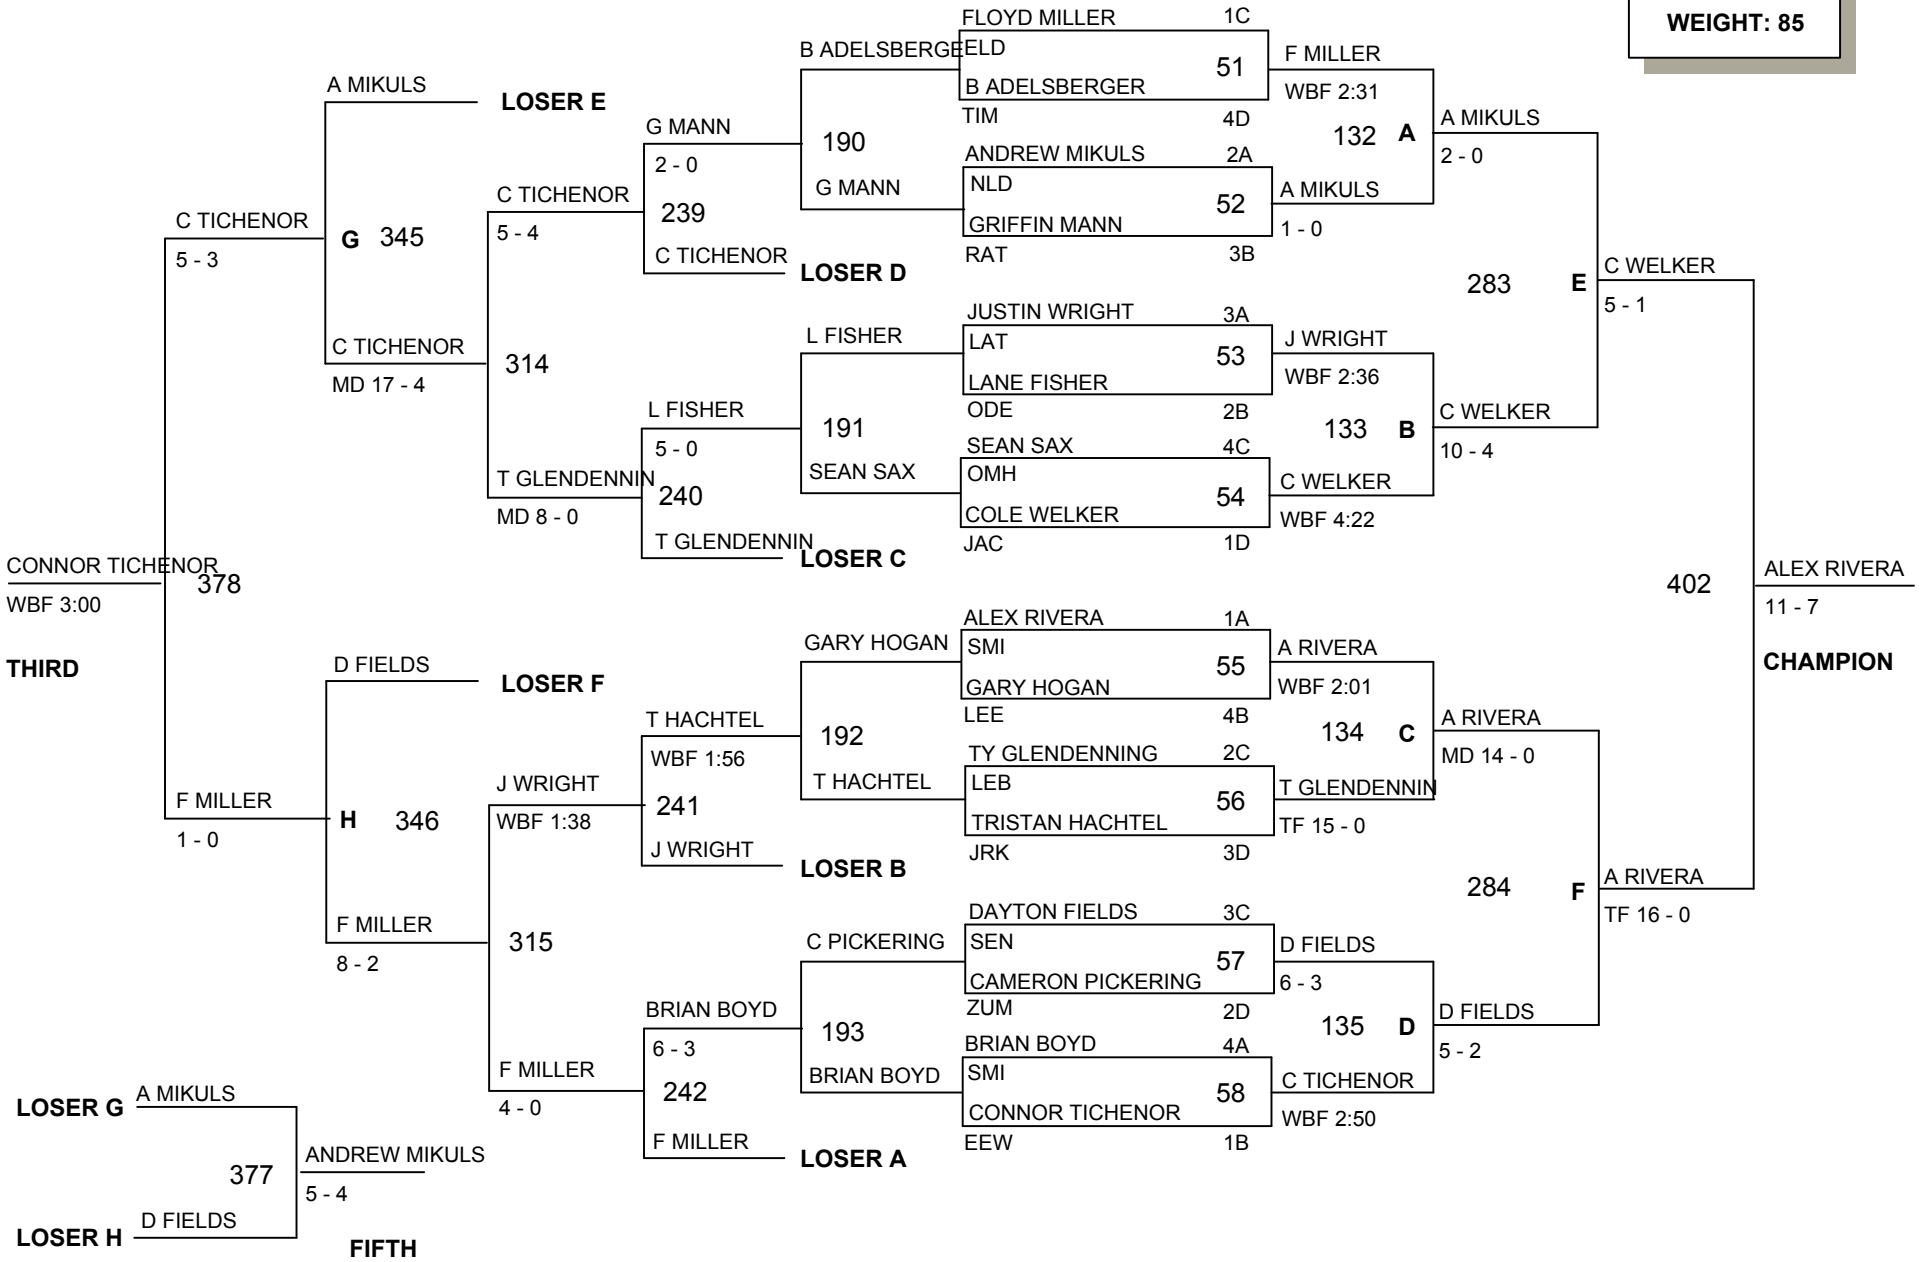 WEIGHT: 85
FLOYD MILLER 1C
ELD
B ADELSBERGER
51
TIM 4D
ANDREW MIKULS 2A
NLD
GRIFFIN MANN
52
RAT 3B
JUSTIN WRIGHT 3A
LAT
LANE FISHER
53
ODE 2B
SEAN SAX 4C
OMH
COLE WELKER
54
JAC 1D
ALEX RIVERA 1A
SMI
GARY HOGAN
55
LEE 4B
TY GLENDENNING 2C
LEB
TRISTAN HACHTEL
56
JRK 3D
DAYTON FIELDS 3C
SEN
CAMERON PICKERING
57
ZUM 2D
BRIAN BOYD 4A
SMI
CONNOR TICHENOR
58
EEW 1B
F MILLER
WBF 2:31
132 A
A MIKULS
1 - 0
J WRIGHT
WBF 2:36
133 B
C WELKER
WBF 4:22
A RIVERA
WBF 2:01
134 C
T GLENDENNIN
TF 15 - 0
D FIELDS
6 - 3
135 D
C TICHENOR
WBF 2:50
A MIKULS
2 - 0
283 E
C WELKER
10 - 4
A RIVERA
MD 14 - 0
284 F
D FIELDS
5 - 2
C WELKER
5 - 1
402
A RIVERA
TF 16 - 0
ALEX RIVERA
11 - 7
CHAMPION
B ADELSBERGE
190
G MANN
L FISHER
191
SEAN SAX
GARY HOGAN
192
T HACHTEL
C PICKERING
193
BRIAN BOYD
G MANN
2 - 0
239
C TICHENOR
LOSER D
L FISHER
5 - 0
240
T GLENDENNIN
LOSER C
T HACHTEL
WBF 1:56
241
J WRIGHT
LOSER B
BRIAN BOYD
6 - 3
242
F MILLER
LOSER A
C TICHENOR
5 - 4
314
T GLENDENNIN
MD 8 - 0
J WRIGHT
WBF 1:38
315
F MILLER
4 - 0
A MIKULS
LOSER E
G 345
C TICHENOR
MD 17 - 4
D FIELDS
LOSER F
H 346
F MILLER
8 - 2
C TICHENOR
5 - 3
378
F MILLER
1 - 0
CONNOR TICHENOR
WBF 3:00
THIRD
LOSER G A MIKULS
377
LOSER H D FIELDS
ANDREW MIKULS
5 - 4
FIFTH